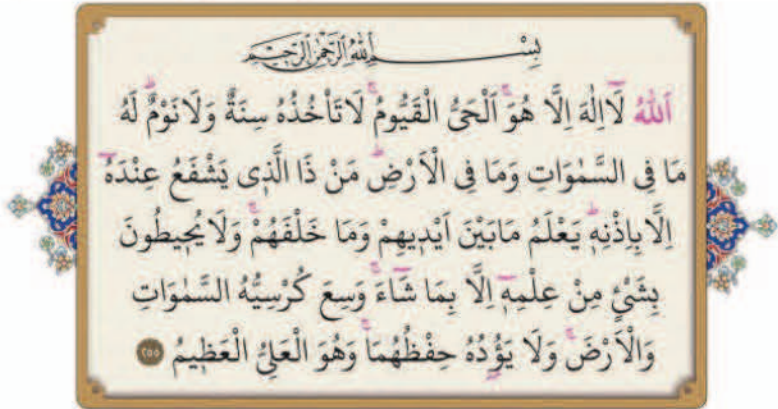 بِسْمِ اللّٰهِ الرَّحْمٰنِ الرَّحِيمِ
اَللّٰهُ لَٓا اِلٰهَ اِلَّا هُوَۚ اَلْحَىُّ الْقَيُّومُۚ لَا تَأْخُذُهُ سِنَةٌ وَلَا نَوْمٌۜ لَهُ
مَا فِى السَّمٰوَاتِ وَمَا فِى الْاَرْضِۜ مَنْ ذَا الَّذٖى يَشْفَعُ عِنْدَهُٓ
اِلَّا بِاِذْنِهٖۜ يَعْلَمُ مَا بَيْنَ اَيْدٖيهِمْ وَمَا خَلْفَهُمْۚ وَلَا يُحٖيطُونَ
بِشَىْءٍ مِنْ عِلْمِهٖٓ اِلَّا بِمَا شَٓاءَۚ وَسِعَ كُرْسِيُّهُ السَّمٰوَاتِ
وَالْاَرْضَۚ وَلَا يَؤُ۫دُهُ حِفْظُهُمَاۚ وَهُوَ الْعَلِىُّ الْعَظٖيمُ ﴿٢٥٥﴾